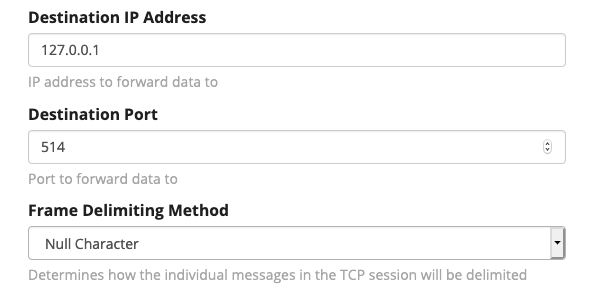 Destination IP Address
127.0.0.1
IP address to forward data to
Destination Port
514
Port to forward data to
Frame Delimiting Method
Null Character
Determines how the individual messages in the TCP session will be delimited